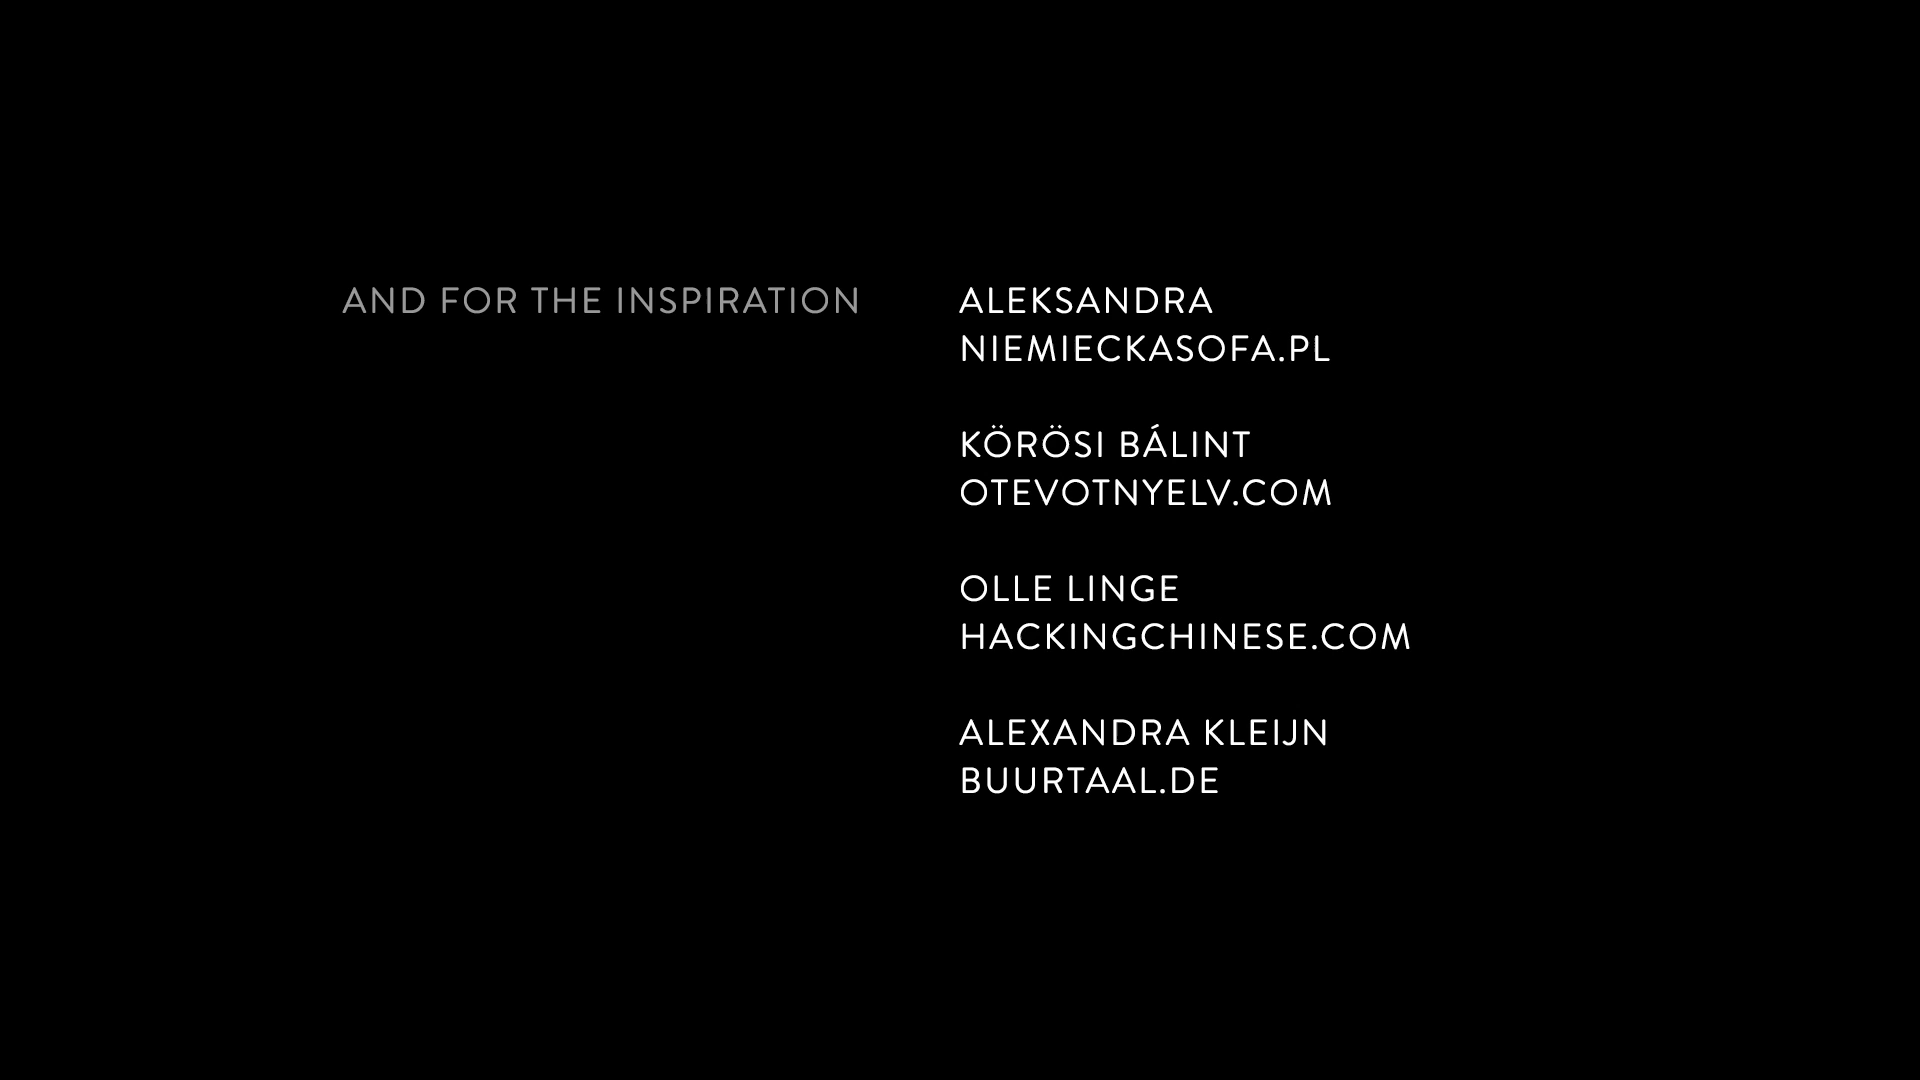 AND FOR THE INSPIRATION
ALEKSANDRA
NIEMIECKASOFA.PL
KÖRÖSI BÁLINT
OTEVOTNYELV.COM
OLLE LINGE
HACKINGCHINESE.COM
ALEXANDRA KLEIJN
BUURTAAL.DE